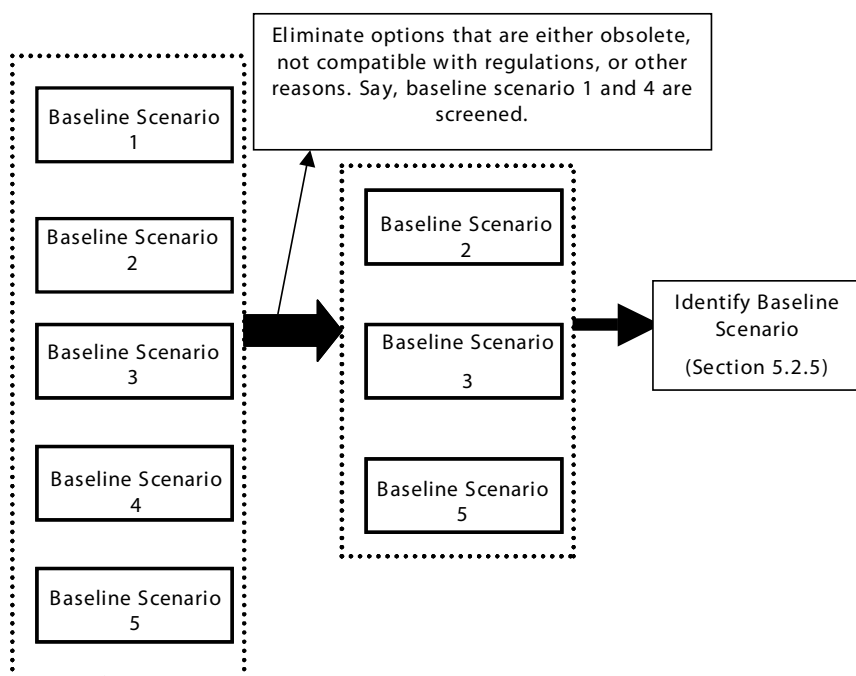 Eliminate options that are either obsolete,
not compatible with regulations, or other
reasons. Say, baseline scenario 1 and 4 are
screened.
Baseline Scenario
1
Baseline Scenario
2
Baseline Scenario
3
Baseline Scenario
4
Baseline Scenario
5
Baseline Scenario
2
Baseline Scenario
3
Baseline Scenario
5
Identify Baseline
Scenario
(Section 5.2.5)